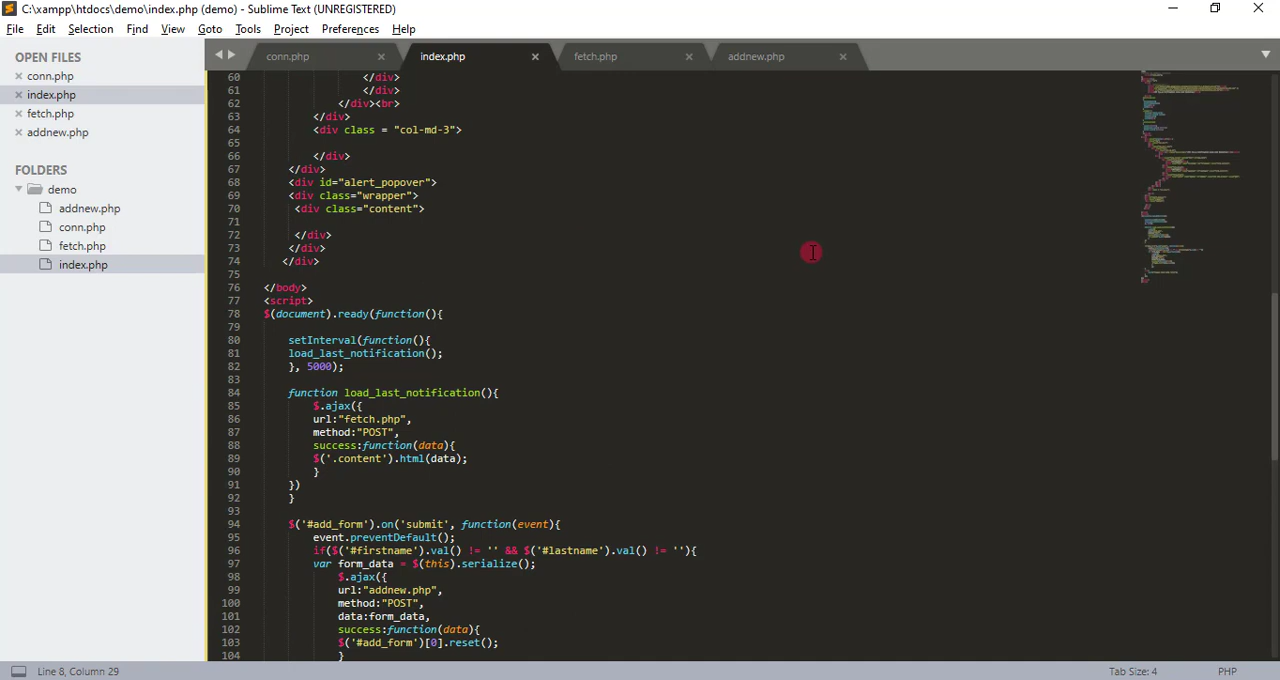 C:\xampp\htdocs\demo\index.php (demo) - Sublime Text (UNREGISTERED)
File Edit Selection Find View Goto Tools Project Preferences Help
OPEN FILES
conn.php
index.php
fetch.php
addnew.php
FOLDERS
demo
addnew.php
conn.php
fetch.php
index.php
conn.php index.php fetch.php addnew.php
60 </div>
61 </div>
62 </div><br>
63 </div>
64 <div class = "col-md-3">
65
66 </div>
67 </div>
68 <div id="alert_popover">
69 <div class="wrapper">
70 <div class="content">
71
72 </div>
73 </div>
74 </div>
75
76 </body>
77 <script>
78 $(document).ready(function(){
79
80 setInterval(function(){
81 load_last_notification();
82 }, 5000);
83
84 function load_last_notification(){
85 $.ajax({
86 url:"fetch.php",
87 method:"POST",
88 success:function(data){
89 $('.content').html(data);
90 }
91 })
92 }
93
94 $('#add_form').on('submit', function(event){
95 event.preventDefault();
96 if($('#firstname').val() != '' && $('#lastname').val() != ''){
97 var form_data = $(this).serialize();
98 $.ajax({
99 url:"addnew.php",
100 method:"POST",
101 data:form_data,
102 success:function(data){
103 $('#add_form')[0].reset();
104 }
Line 8, Column 29
Tab Size: 4
PHP